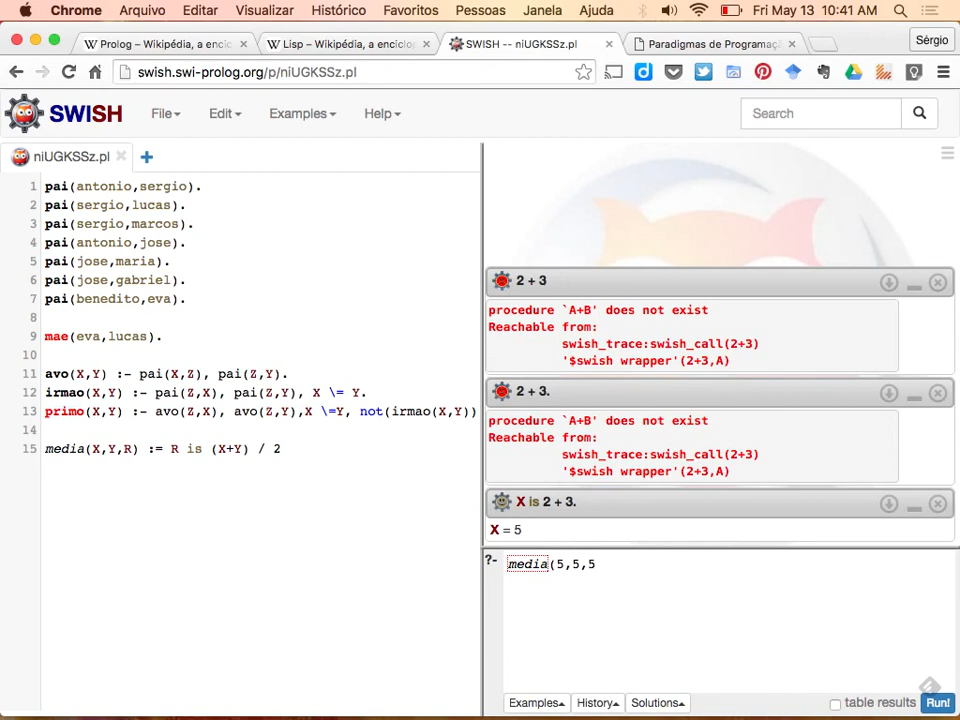 Chrome Arquivo Editar Visualizar Histórico Favoritos Pessoas Janela Ajuda Fri May 13 10:41 AM
Prolog – Wikipédia, a encic Lisp – Wikipédia, a encicloƿ SWISH -- niUGKSSz.pl Paradigmas de Programaç Sérgio
swish.swi-prolog.org/p/niUGKSSz.pl
SWISH File Edit Examples Help Search
niUGKSSz.pl
1 pai(antonio,sergio).
2 pai(sergio,lucas).
3 pai(sergio,marcos).
4 pai(antonio,jose).
5 pai(jose,maria).
6 pai(jose,gabriel).
7 pai(benedito,eva).
8
9 mae(eva,lucas).
10
11 avo(X,Y) :- pai(X,Z), pai(Z,Y).
12 irmao(X,Y) :- pai(Z,X), pai(Z,Y), X \= Y.
13 primo(X,Y) :- avo(Z,X), avo(Z,Y),X \=Y, not(irmao(X,Y))
14
15 media(X,Y,R) := R is (X+Y) / 2
2 + 3
procedure `A+B' does not exist
Reachable from:
swish_trace:swish_call(2+3)
'$swish wrapper'(2+3,A)
2 + 3.
procedure `A+B' does not exist
Reachable from:
swish_trace:swish_call(2+3)
'$swish wrapper'(2+3,A)
X is 2 + 3.
X = 5
?- media(5,5,5
Examples History Solutions table results Run!